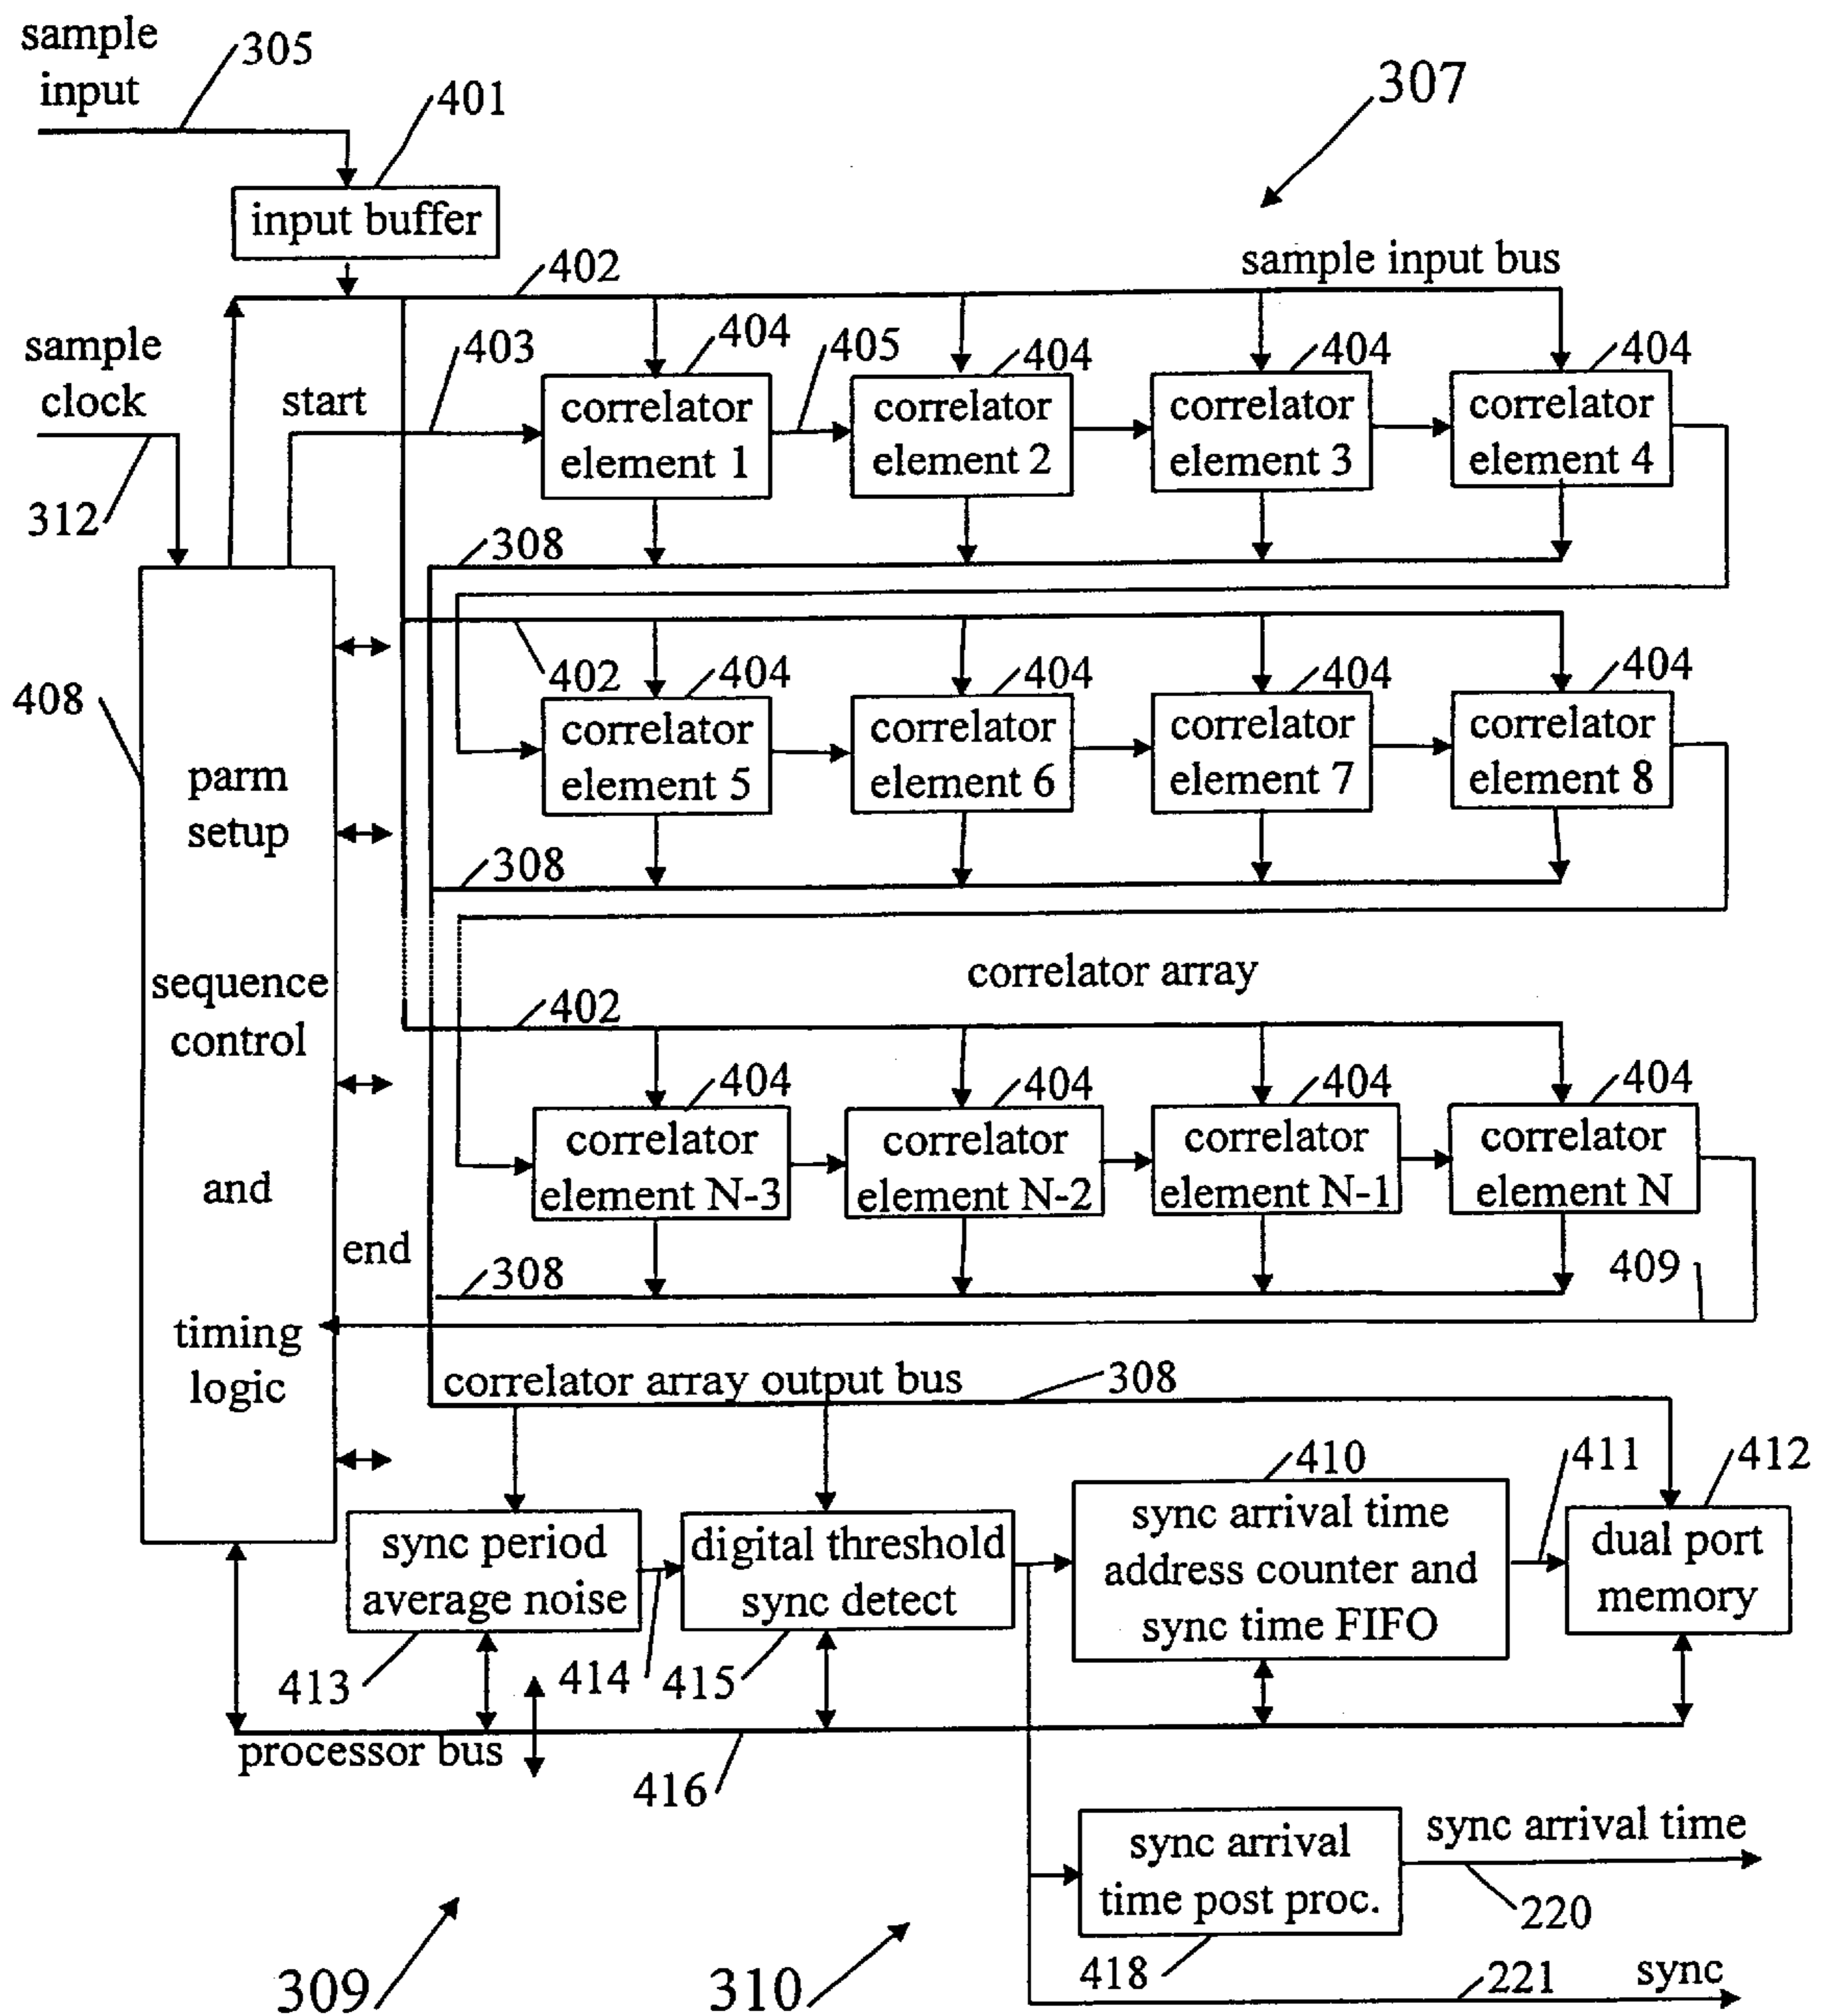 sample
input
305
401
307
input buffer
402
sample input bus
sample
clock
start
403
404
405
404
404
404
correlator
element 1
correlator
element 2
correlator
element 3
correlator
element 4
312
308
402
404
404
404
404
408
correlator
element 5
correlator
element 6
correlator
element 7
correlator
element 8
parm
setup
308
sequence
control
correlator array
402
404
404
404
404
correlator
element N-3
correlator
element N-2
correlator
element N-1
correlator
element N
and
end
308
409
timing
logic
correlator array output bus
308
410
411
412
sync period
average noise
digital threshold
sync detect
sync arrival time
address counter and
sync time FIFO
dual port
memory
413
414
415
processor bus
416
sync arrival
time post proc.
sync arrival time
220
309
310
418
221
sync